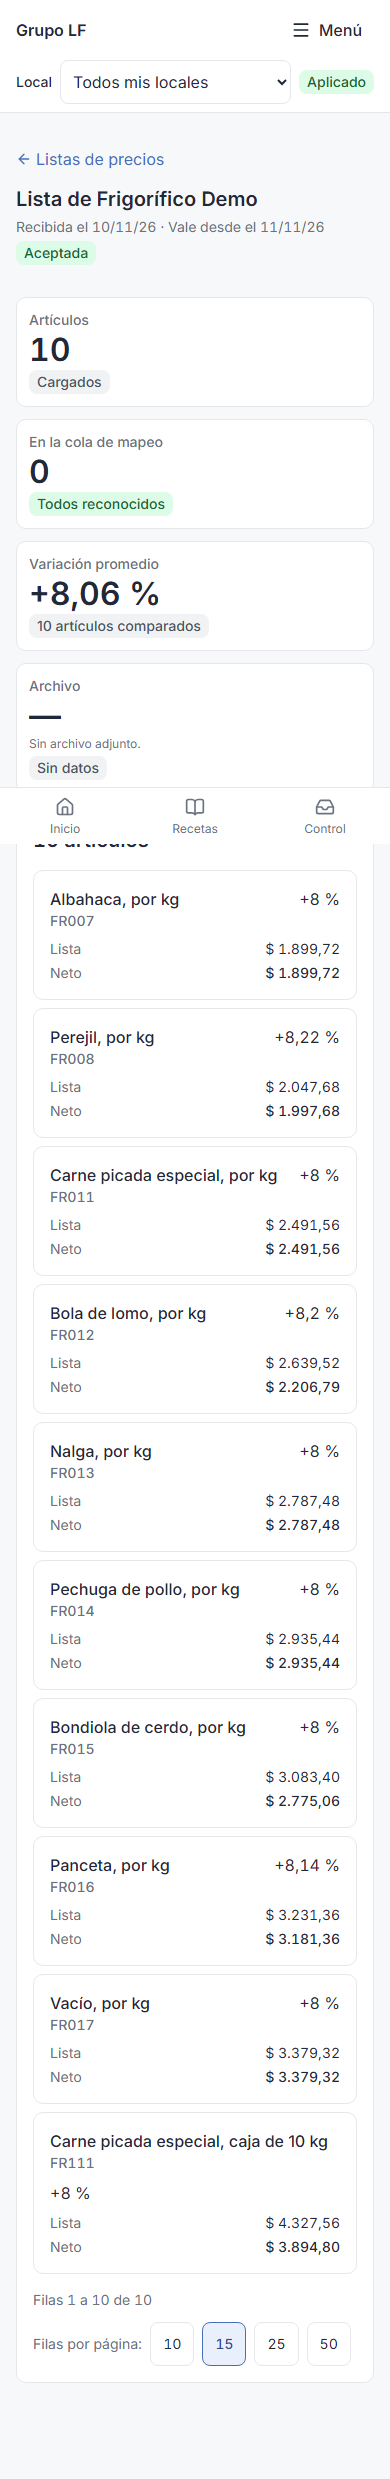 Grupo LF
Menú
Local
Todos mis locales
Aplicado
← Listas de precios
Lista de Frigorífico Demo
Recibida el 10/11/26 · Vale desde el 11/11/26
Aceptada
Artículos
10
Cargados
En la cola de mapeo
0
Todos reconocidos
Variación promedio
+8,06 %
10 artículos comparados
Archivo
—
Sin archivo adjunto.
Sin datos
Inicio
Recetas
Control
10 artículos
Albahaca, por kg +8 %
FR007
Lista $ 1.899,72
Neto $ 1.899,72
Perejil, por kg +8,22 %
FR008
Lista $ 2.047,68
Neto $ 1.997,68
Carne picada especial, por kg +8 %
FR011
Lista $ 2.491,56
Neto $ 2.491,56
Bola de lomo, por kg +8,2 %
FR012
Lista $ 2.639,52
Neto $ 2.206,79
Nalga, por kg +8 %
FR013
Lista $ 2.787,48
Neto $ 2.787,48
Pechuga de pollo, por kg +8 %
FR014
Lista $ 2.935,44
Neto $ 2.935,44
Bondiola de cerdo, por kg +8 %
FR015
Lista $ 3.083,40
Neto $ 2.775,06
Panceta, por kg +8,14 %
FR016
Lista $ 3.231,36
Neto $ 3.181,36
Vacío, por kg +8 %
FR017
Lista $ 3.379,32
Neto $ 3.379,32
Carne picada especial, caja de 10 kg
FR111
+8 %
Lista $ 4.327,56
Neto $ 3.894,80
Filas 1 a 10 de 10
Filas por página: 10 15 25 50